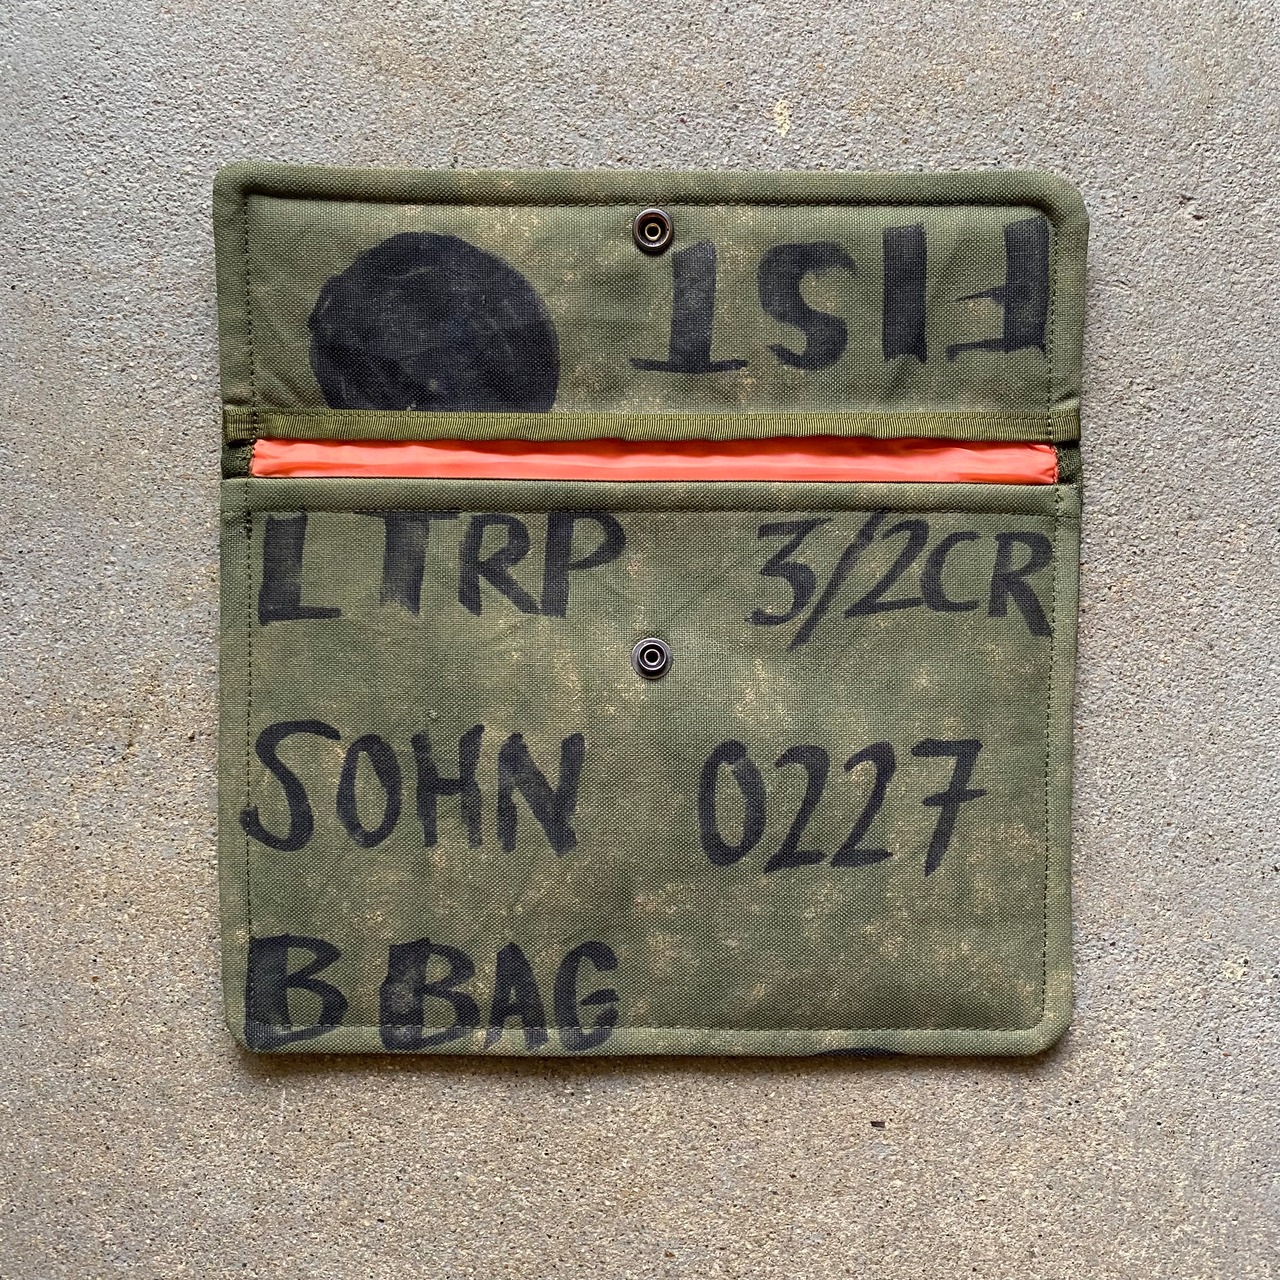 FIST
LTRP 3/2CR
SOHN 0227
B BAG